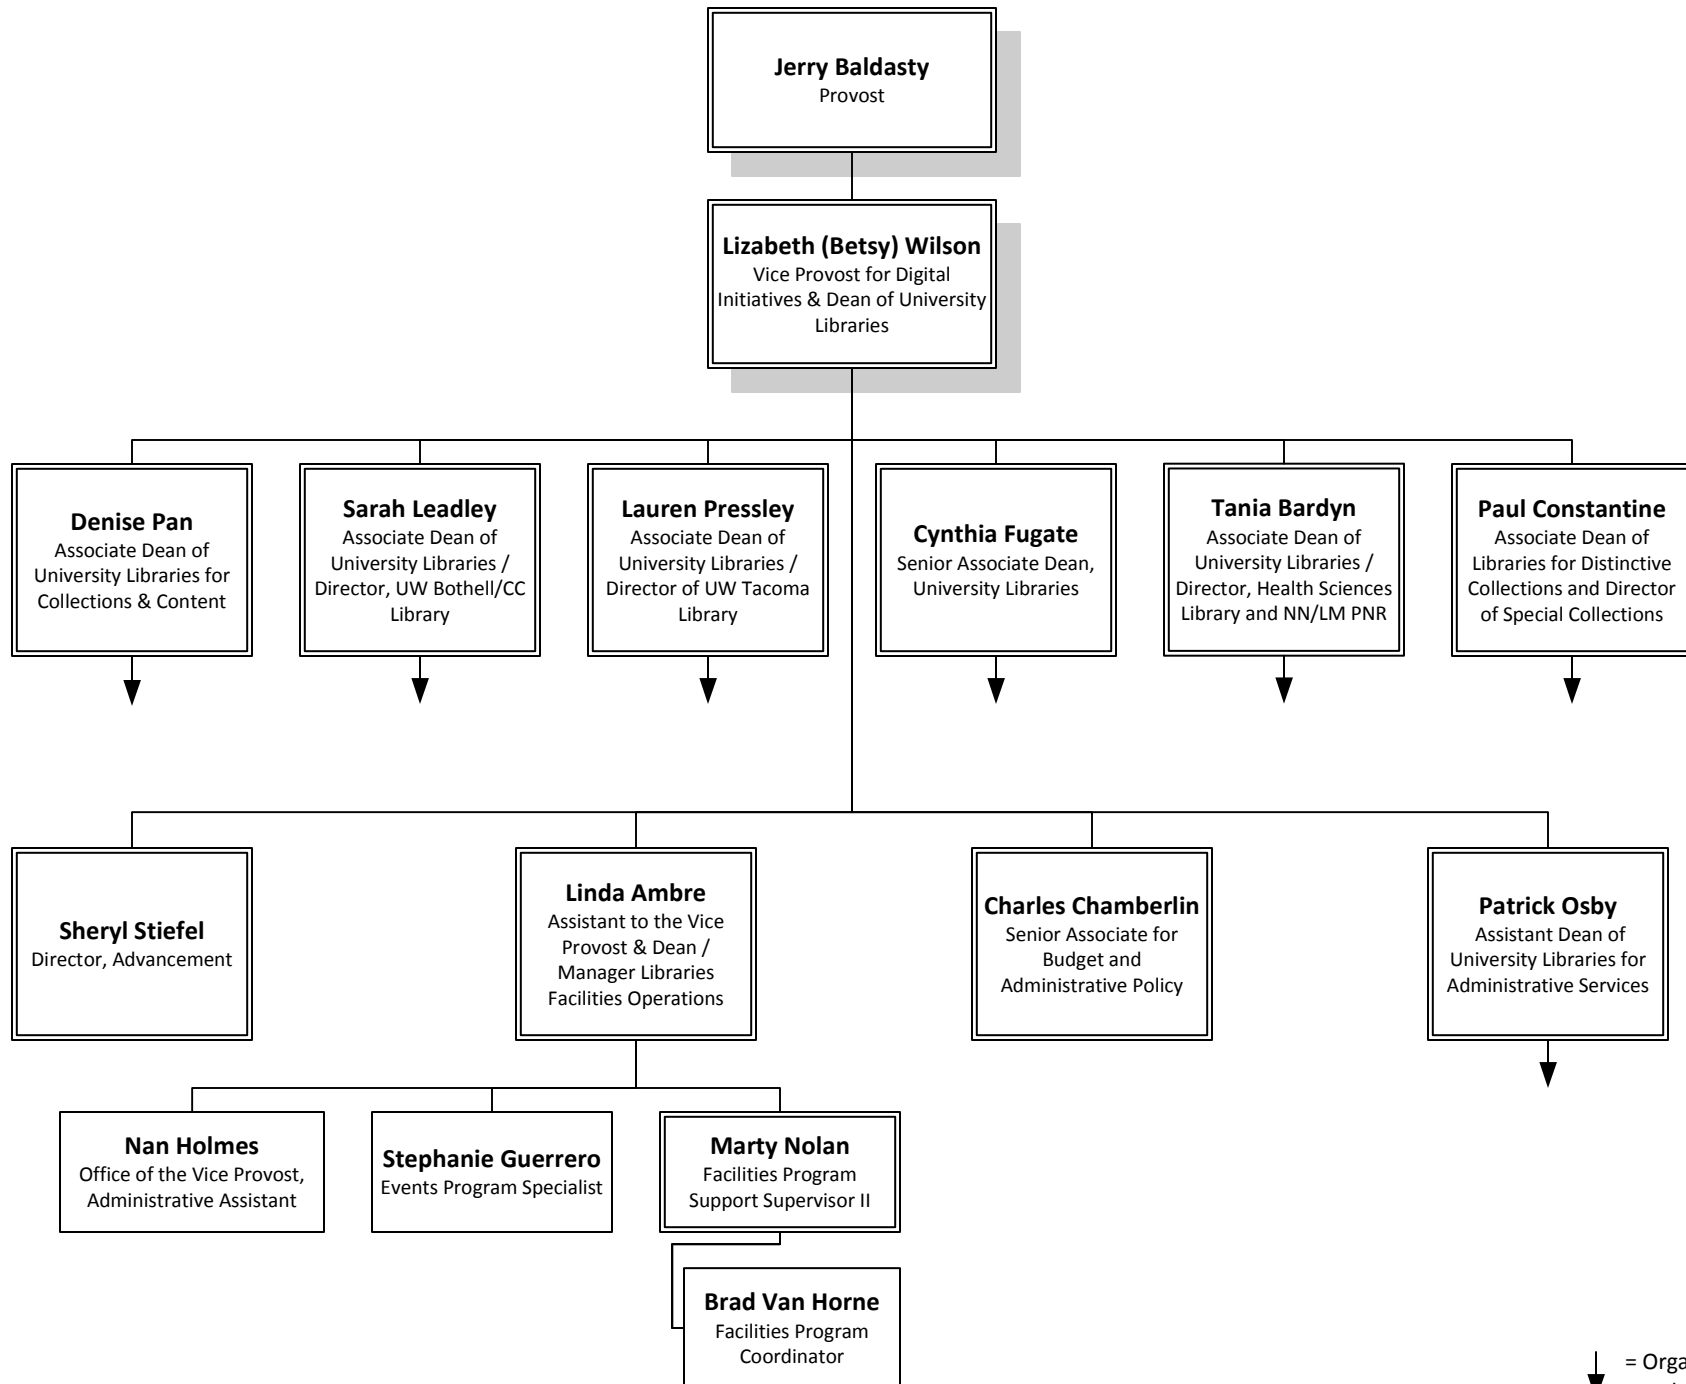 Jerry Baldasty
Provost
Lizabeth (Betsy) Wilson
Vice Provost for Digital
Initiatives & Dean of University
Libraries
Denise Pan
Associate Dean of
University Libraries for
Collections & Content
Sarah Leadley
Associate Dean of
University Libraries /
Director, UW Bothell/CC
Library
Lauren Pressley
Associate Dean of
University Libraries /
Director of UW Tacoma
Library
Cynthia Fugate
Senior Associate Dean,
University Libraries
Tania Bardyn
Associate Dean of
University Libraries /
Director, Health Sciences
Library and NN/LM PNR
Paul Constantine
Associate Dean of
Libraries for Distinctive
Collections and Director
of Special Collections
Sheryl Stiefel
Director, Advancement
Linda Ambre
Assistant to the Vice
Provost & Dean /
Manager Libraries
Facilities Operations
Charles Chamberlin
Senior Associate for
Budget and
Administrative Policy
Patrick Osby
Assistant Dean of
University Libraries for
Administrative Services
Nan Holmes
Office of the Vice Provost,
Administrative Assistant
Stephanie Guerrero
Events Program Specialist
Marty Nolan
Facilities Program
Support Supervisor II
Brad Van Horne
Facilities Program
Coordinator
= Orga